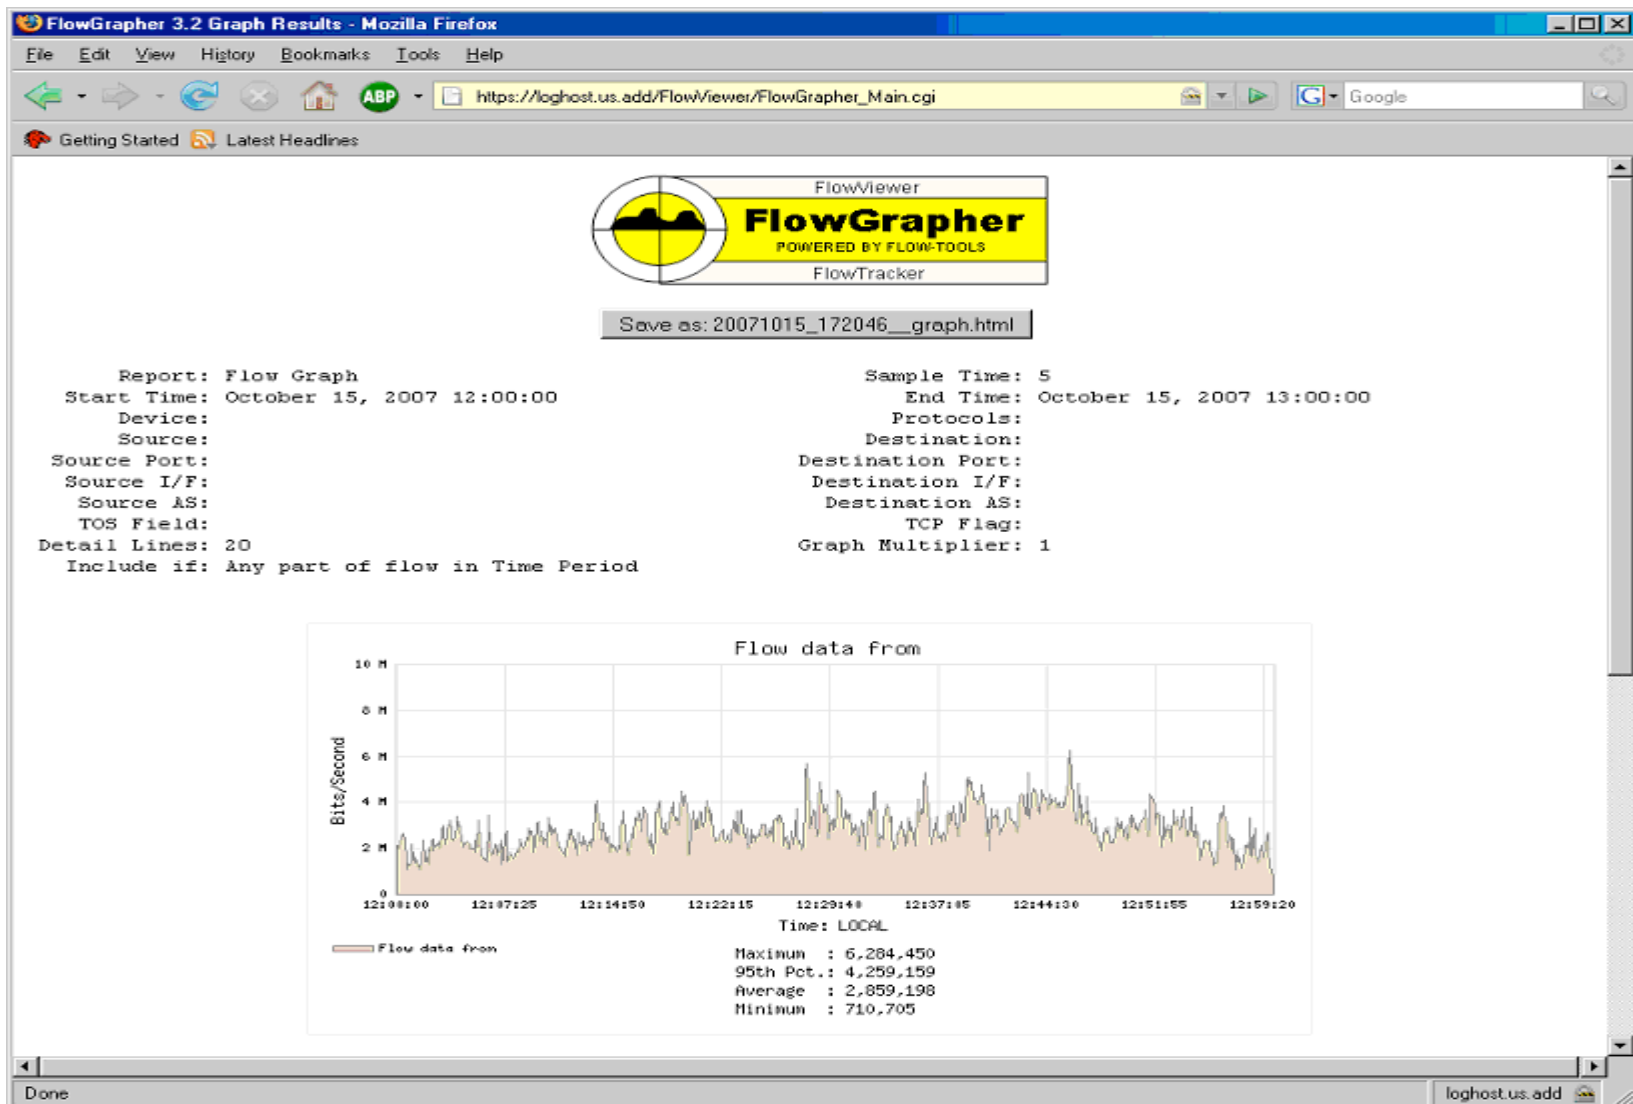 FlowGrapher 3.2 Graph Results - Mozilla Firefox
File Edit View History Bookmarks Tools Help
ABP https://loghost.us.add/FlowViewer/FlowGrapher_Main.cgi G Google
Getting Started Latest Headlines
FlowViewer
FlowGrapher
POWERED BY FLOW-TOOLS
FlowTracker
Save as: 20071015_172046__graph.html
Report: Flow Graph Sample Time: 5
Start Time: October 15, 2007 12:00:00 End Time: October 15, 2007 13:00:00
Device: Protocols:
Source: Destination:
Source Port: Destination Port:
Source I/F: Destination I/F:
Source AS: Destination AS:
TOS Field: TCP Flag:
Detail Lines: 20 Graph Multiplier: 1
Include if: Any part of flow in Time Period
Flow data from
10 M
8 M
6 M
4 M
2 M
0
Bits/Second
12:00:00 12:07:25 12:14:50 12:22:15 12:29:40 12:37:05 12:44:30 12:51:55 12:59:20
Time: LOCAL
Flow data from
Maximum : 6,284,450
95th Pct.: 4,259,159
Average : 2,859,198
Minimum : 710,705
Done loghost.us.add